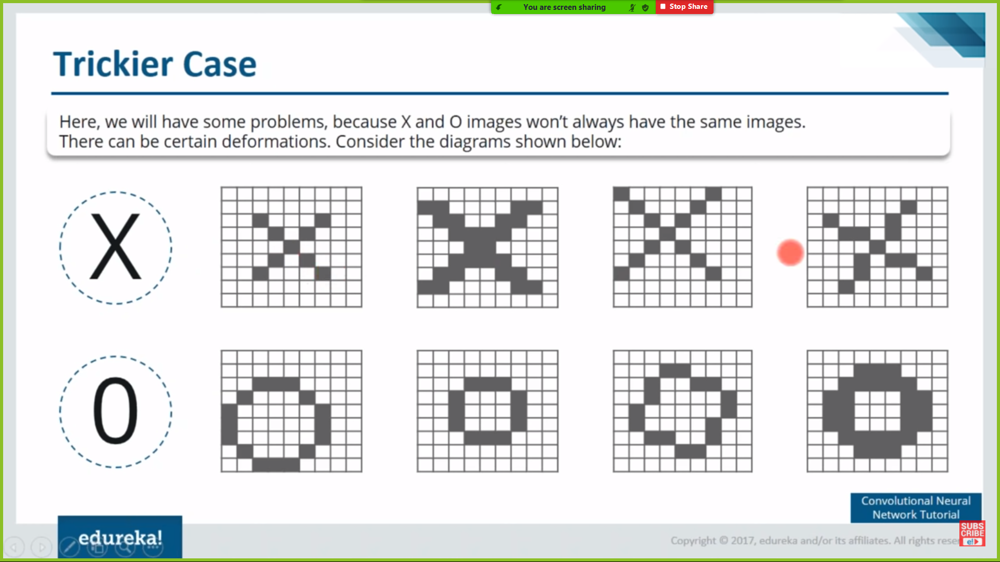 You are screen sharing
Stop Share
Trickier Case
Here, we will have some problems, because X and O images won't always have the same images.
There can be certain deformations. Consider the diagrams shown below:
X
O
Convolutional Neural
Network Tutorial
SUBS
CRIBE
e!
edureka!
Copyright © 2017, edureka and/or its affiliates. All rights